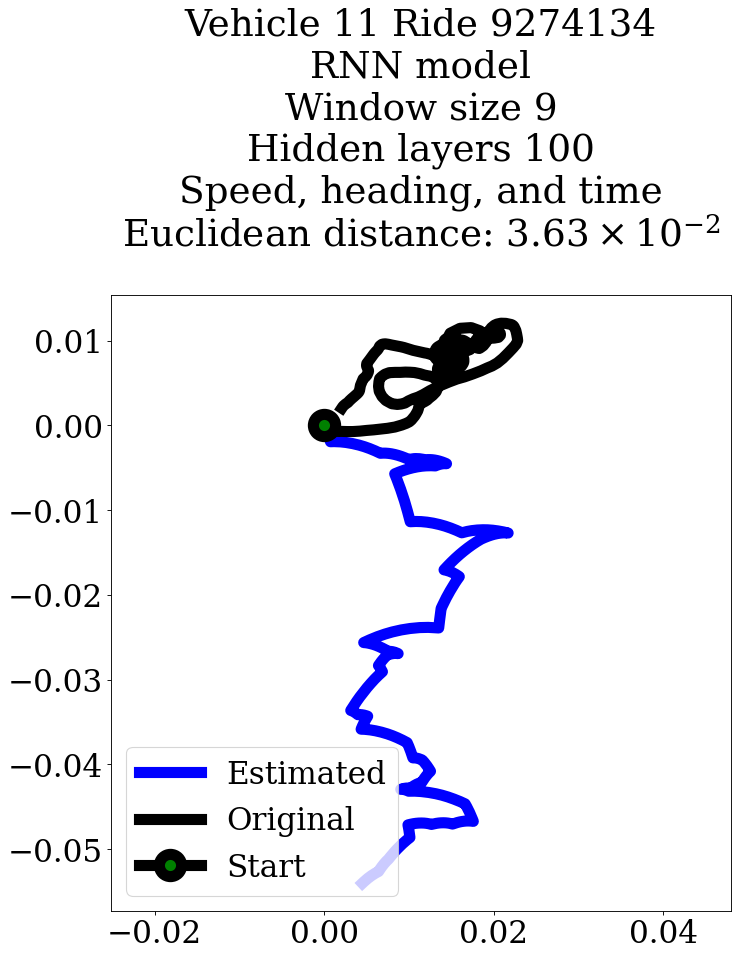 Vehicle 11 Ride 9274134
RNN model
Window size 9
Hidden layers 100
Speed, heading, and time
Euclidean distance: 3.63 × 10⁻²
0.01
0.00
−0.01
−0.02
−0.03
−0.04
−0.05
Estimated
Original
Start
−0.02 0.00 0.02 0.04